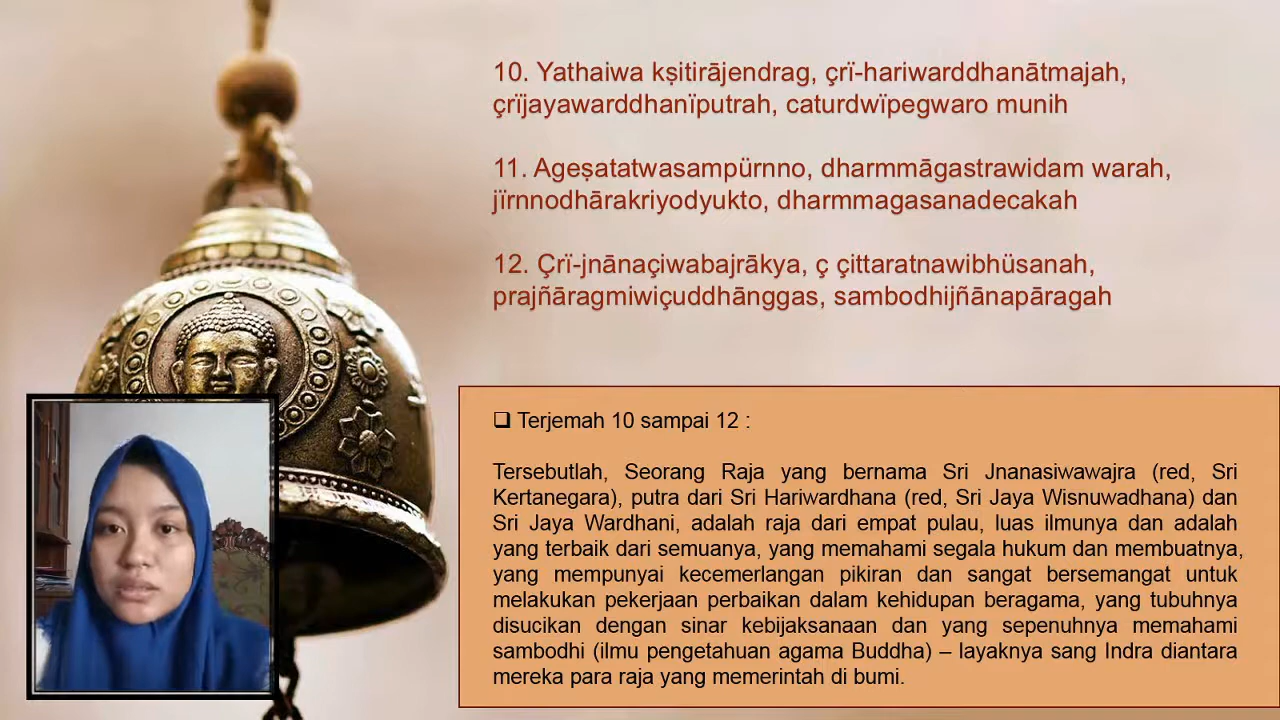 10. Yathaiwa kṣitirājendrag, çrï-hariwarddhanātmajah,
çrïjayawarddhanïputrah, caturdwïpegwaro munih
11. Ageṣatatwasampürnno, dharmmāgastrawidam warah,
jïrnnodhārakriyodyukto, dharmmagasanadecakah
12. Çrï-jnānaçiwabajrākya, ç çittaratnawibhüsanah,
prajñāragmiwiçuddhānggas, sambodhijñānapāragah
❑ Terjemah 10 sampai 12 :
Tersebutlah, Seorang Raja yang bernama Sri Jnanasiwawajra (red, Sri
Kertanegara), putra dari Sri Hariwardhana (red, Sri Jaya Wisnuwadhana) dan
Sri Jaya Wardhani, adalah raja dari empat pulau, luas ilmunya dan adalah
yang terbaik dari semuanya, yang memahami segala hukum dan membuatnya,
yang mempunyai kecemerlangan pikiran dan sangat bersemangat untuk
melakukan pekerjaan perbaikan dalam kehidupan beragama, yang tubuhnya
disucikan dengan sinar kebijaksanaan dan yang sepenuhnya memahami
sambodhi (ilmu pengetahuan agama Buddha) – layaknya sang Indra diantara
mereka para raja yang memerintah di bumi.